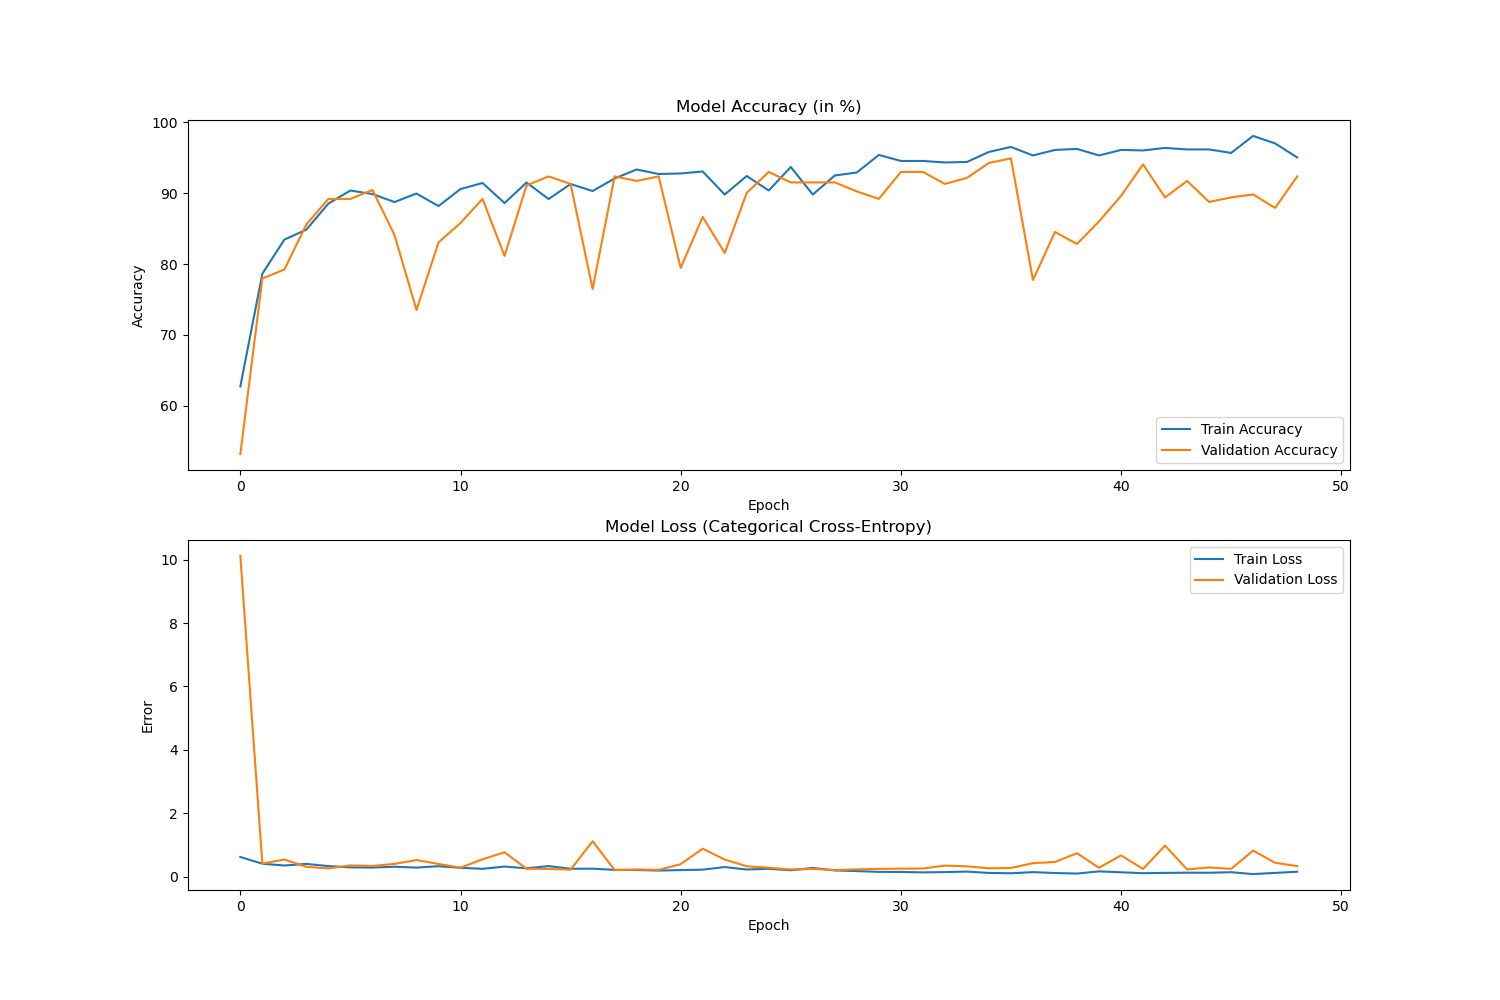 Model Accuracy (in %)
100
90
80
70
60
Accuracy
Train Accuracy
Validation Accuracy
0 10 20 30 40 50
Epoch
Model Loss (Categorical Cross-Entropy)
10
8
6
4
2
0
Error
Train Loss
Validation Loss
0 10 20 30 40 50
Epoch